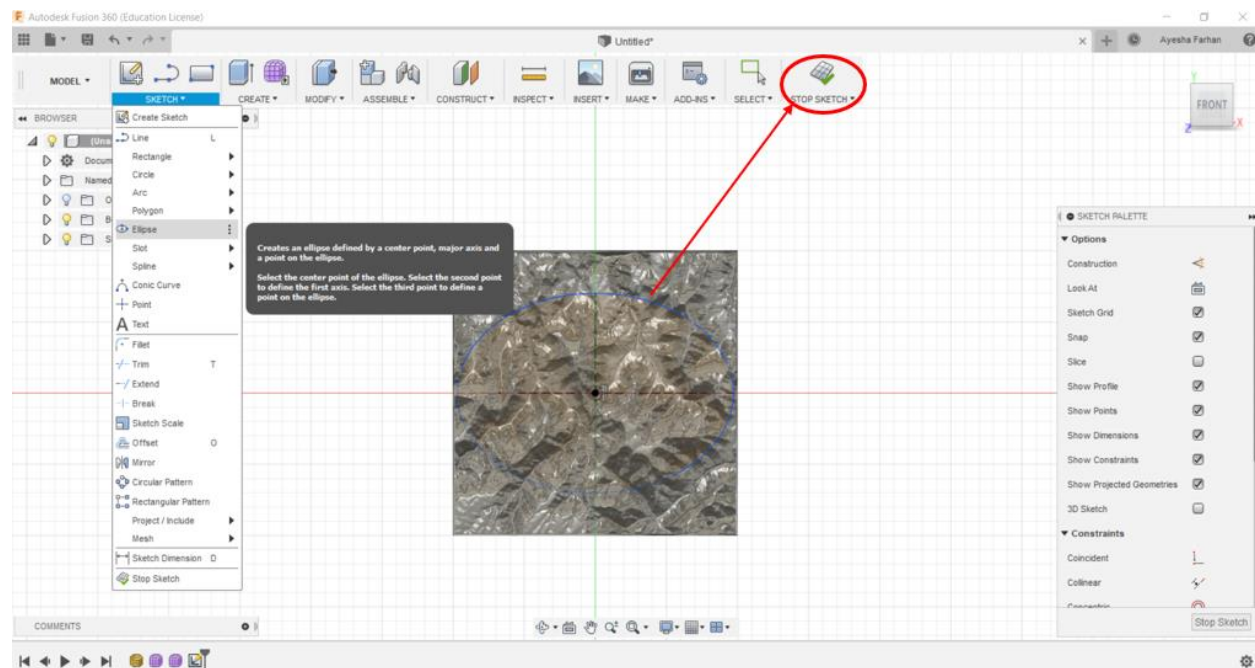 Autodesk Fusion 360 (Education License)
Untitled*
Ayesha Farhan
MODEL
SKETCH
CREATE
MODIFY
ASSEMBLE
CONSTRUCT
INSPECT
INSERT
MAKE
ADD-INS
SELECT
STOP SKETCH
BROWSER
(Uns
Docum
Named
O
B
S
Create Sketch
Line L
Rectangle
Circle
Arc
Polygon
Ellipse
Slot
Spline
Conic Curve
Point
Text
Fillet
Trim T
Extend
Break
Sketch Scale
Offset O
Mirror
Circular Pattern
Rectangular Pattern
Project / Include
Mesh
Sketch Dimension D
Stop Sketch
Creates an ellipse defined by a center point, major axis and
a point on the ellipse.
Select the center point of the ellipse. Select the second point
to define the first axis. Select the third point to define a
point on the ellipse.
Y
FRONT
Z
X
SKETCH PALETTE
Options
Construction
Look At
Sketch Grid
Snap
Slice
Show Profile
Show Points
Show Dimensions
Show Constraints
Show Projected Geometries
3D Sketch
Constraints
Coincident
Collinear
Concentric
Stop Sketch
COMMENTS